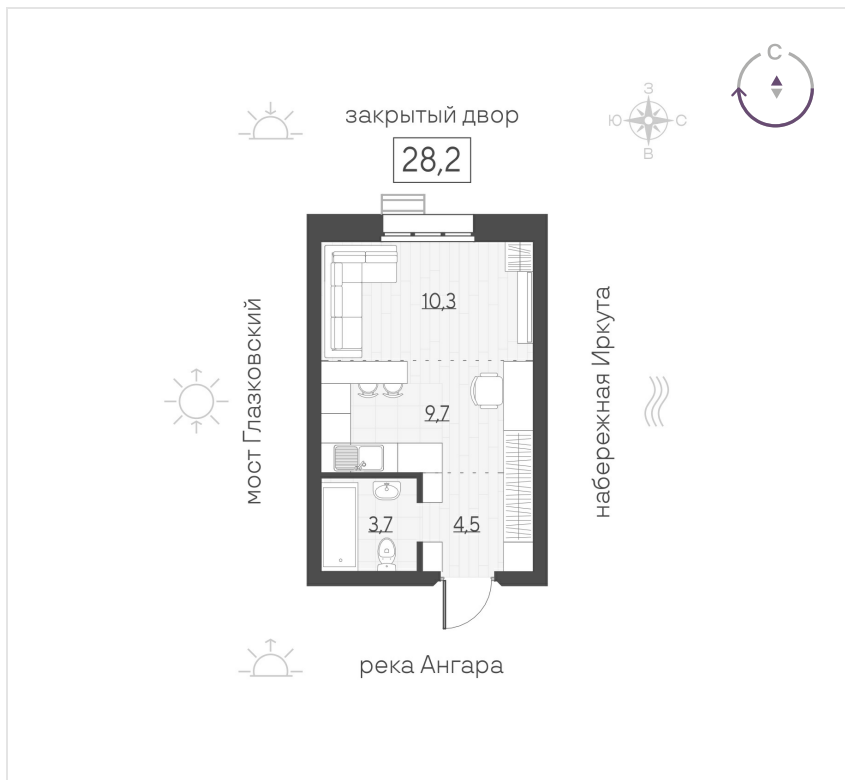 С
закрытый двор
З
Ю
С
В
28,2
10,3
мост Глазковский
набережная Иркута
9,7
3,7
4,5
река Ангара